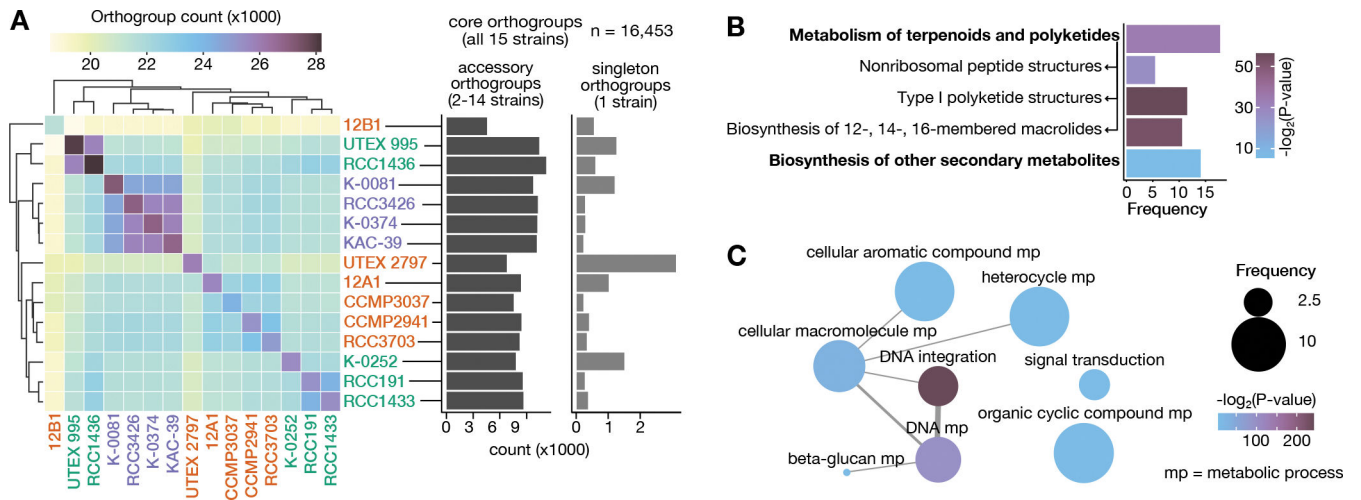 A
Orthogroup count (x1000)
20 22 24 26 28
core orthogroups
(all 15 strains)
n = 16,453
accessory
orthogroups
(2-14 strains)
singleton
orthogroups
(1 strain)
12B1
UTEX 995
RCC1436
K-0081
RCC3426
K-0374
KAC-39
UTEX 2797
12A1
CCMP3037
CCMP2941
RCC3703
K-0252
RCC191
RCC1433
12B1
UTEX 995
RCC1436
K-0081
RCC3426
K-0374
KAC-39
UTEX 2797
12A1
CCMP3037
CCMP2941
RCC3703
K-0252
RCC191
RCC1433
0 3 6 9
0 1 2
count (x1000)
B
Metabolism of terpenoids and polyketides
Nonribosomal peptide structures
Type I polyketide structures
Biosynthesis of 12-, 14-, 16-membered macrolides
Biosynthesis of other secondary metabolites
0 5 10 15
Frequency
50
30
10
-log2(P-value)
C
cellular aromatic compound mp
heterocycle mp
cellular macromolecule mp
DNA integration
signal transduction
organic cyclic compound mp
DNA mp
beta-glucan mp
Frequency
2.5
10
-log2(P-value)
100 200
mp = metabolic process